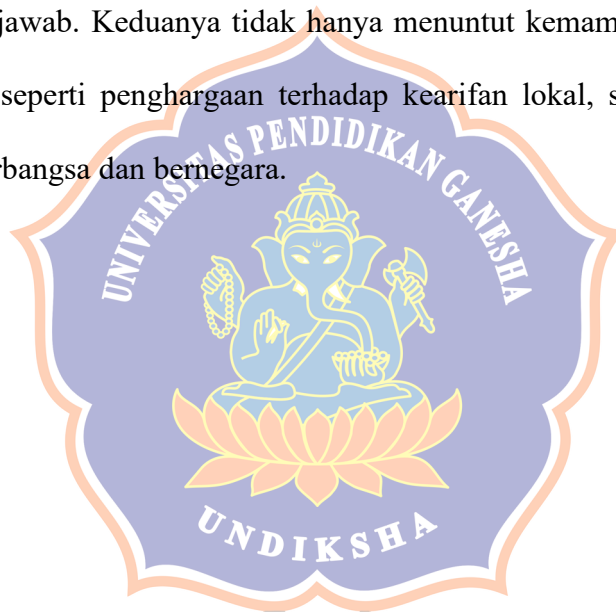 jawab. Keduanya tidak hanya menuntut kemam
seperti penghargaan terhadap kearifan lokal, s
rbangsa dan bernegara.
UNIVERSITAS PENDIDIKAN GANESHA
UNDIKSHA